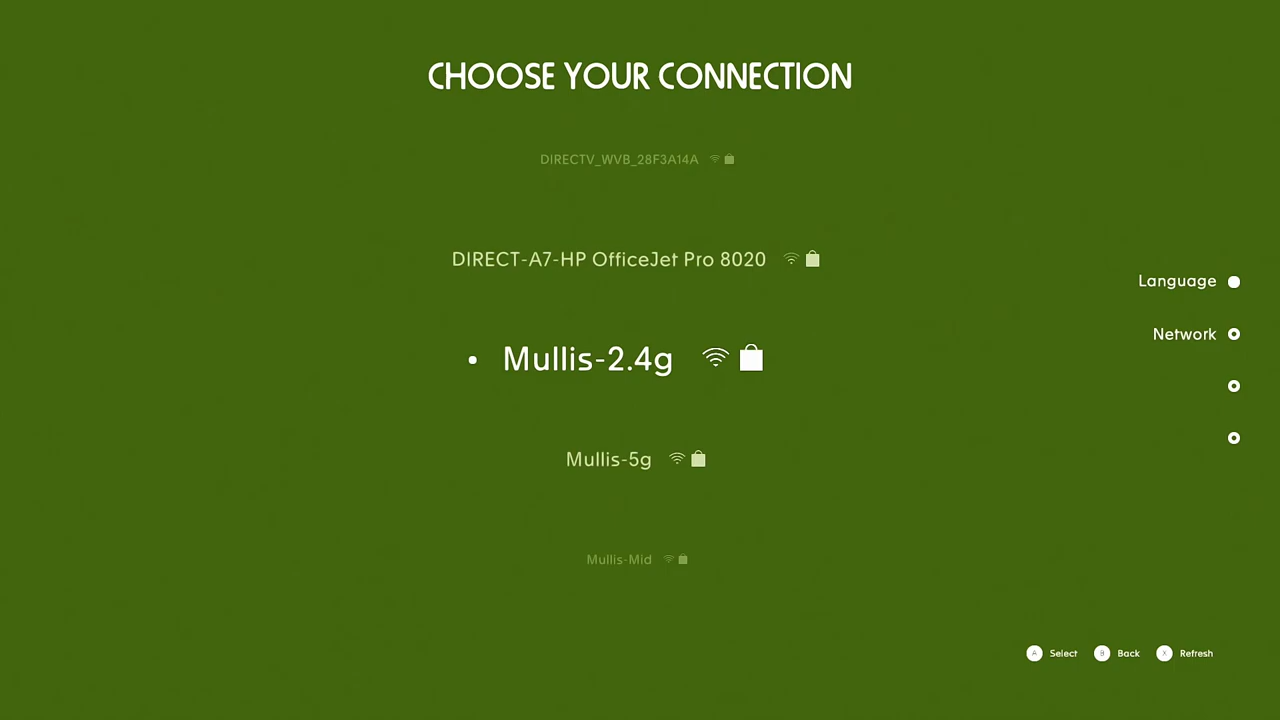 CHOOSE YOUR CONNECTION
DIRECTV_WVB_28F3A14A
DIRECT-A7-HP OfficeJet Pro 8020
Language
Network
Mullis-2.4g
Mullis-5g
Mullis-Mid
A Select B Back X Refresh